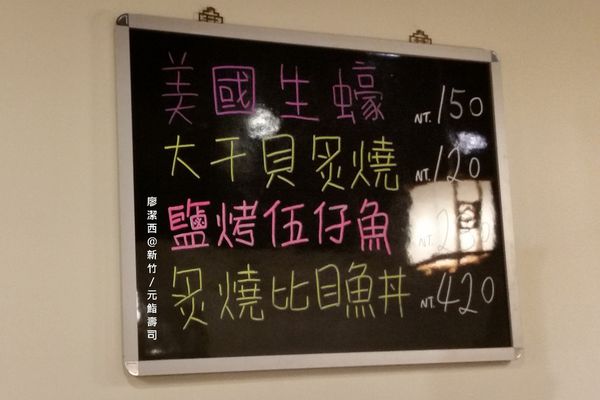 美國生蠔 NT.150
大干貝炙燒 NT.120
鹽烤伍仔魚 NT.
炙燒比目魚丼 NT.420
廖潔西@新竹/元鮨壽司